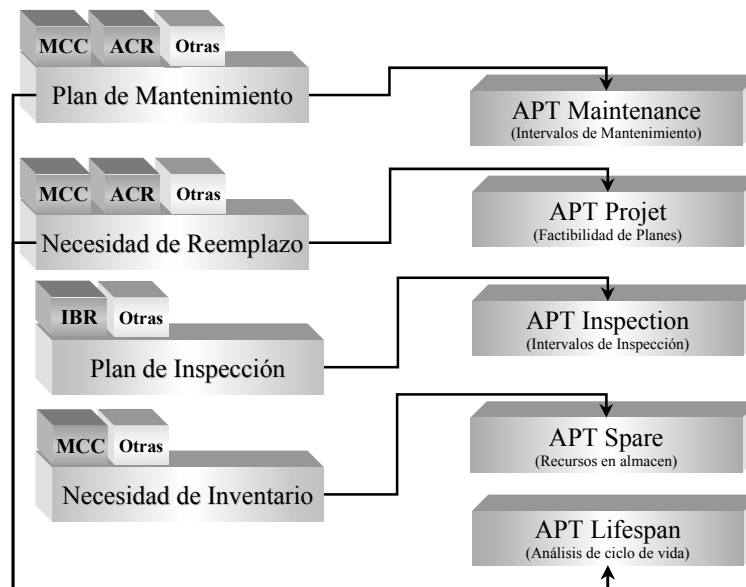 MCC ACR Otras
Plan de Mantenimiento
APT Maintenance
(Intervalos de Mantenimiento)
MCC ACR Otras
Necesidad de Reemplazo
APT Projet
(Factibilidad de Planes)
IBR Otras
Plan de Inspección
APT Inspection
(Intervalos de Inspección)
MCC Otras
Necesidad de Inventario
APT Spare
(Recursos en almacen)
APT Lifespan
(Análisis de ciclo de vida)